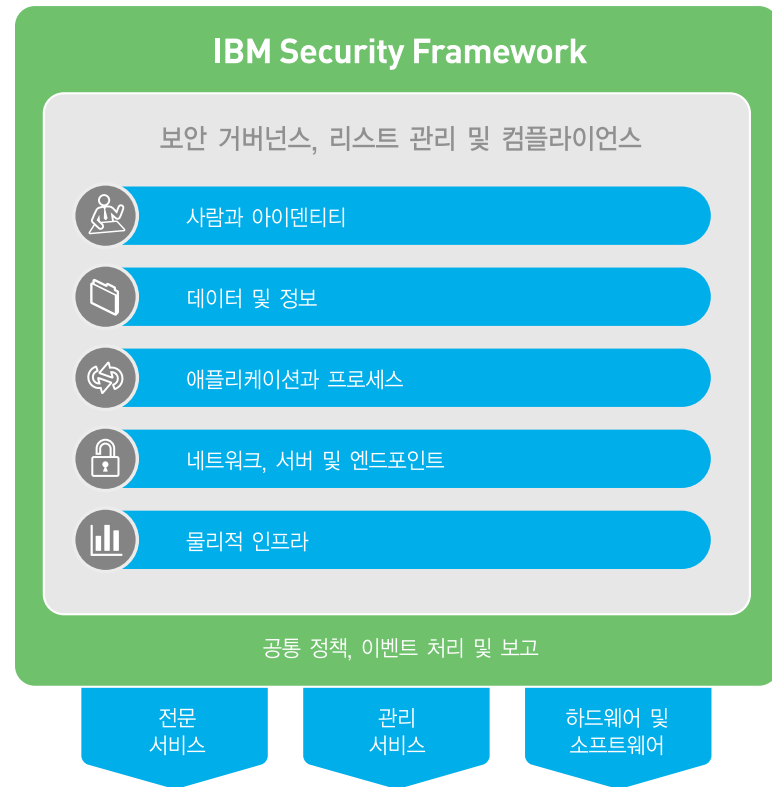 IBM Security Framework
보안 거버넌스, 리스트 관리 및 컴플라이언스
사람과 아이덴티티
데이터 및 정보
애플리케이션과 프로세스
네트워크, 서버 및 엔드포인트
물리적 인프라
공통 정책, 이벤트 처리 및 보고
전문
서비스
관리
서비스
하드웨어 및
소프트웨어